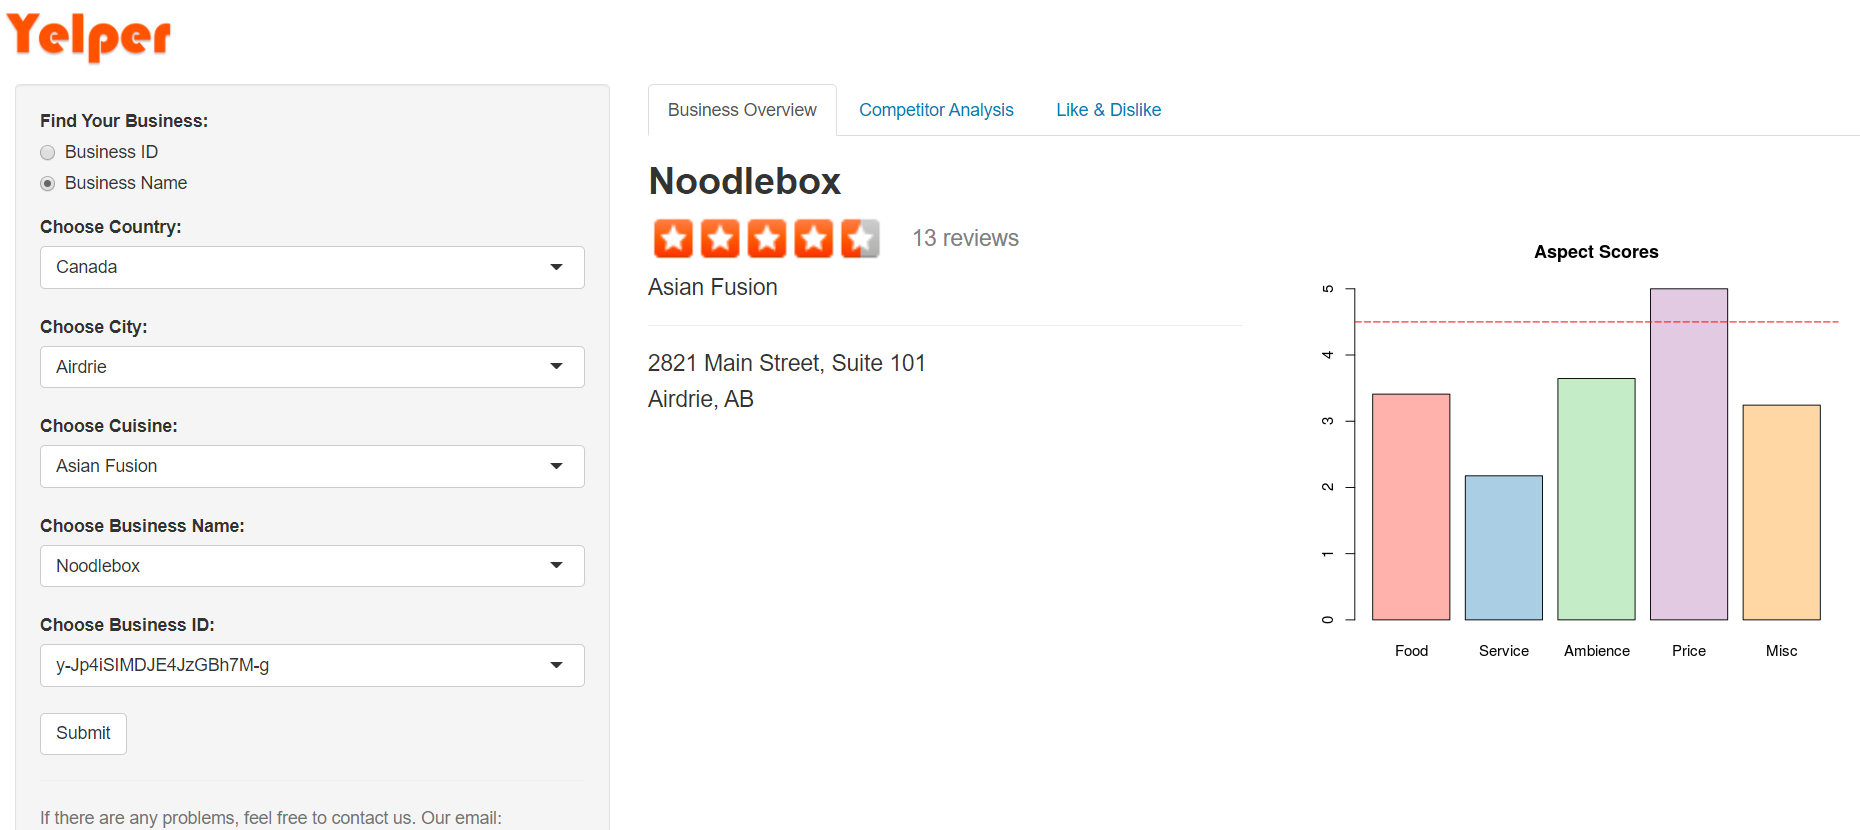 Yelper
Find Your Business:
Business ID
Business Name
Choose Country:
Canada
Choose City:
Airdrie
Choose Cuisine:
Asian Fusion
Choose Business Name:
Noodlebox
Choose Business ID:
y-Jp4iSIMDJE4JzGBh7M-g
Submit
If there are any problems, feel free to contact us. Our email:
Business Overview Competitor Analysis Like & Dislike
Noodlebox
13 reviews
Asian Fusion
2821 Main Street, Suite 101
Airdrie, AB
Aspect Scores
5
4
3
2
1
0
Food Service Ambience Price Misc